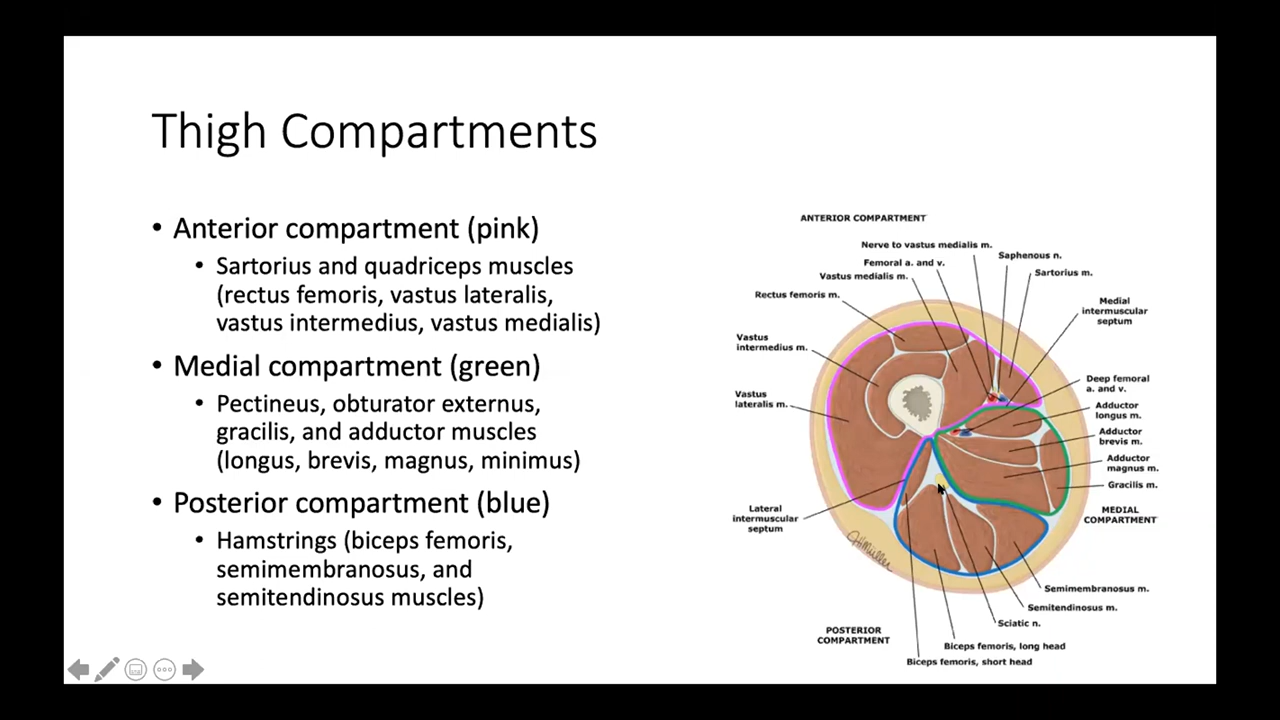 Thigh Compartments
• Anterior compartment (pink)
• Sartorius and quadriceps muscles
(rectus femoris, vastus lateralis,
vastus intermedius, vastus medialis)
• Medial compartment (green)
• Pectineus, obturator externus,
gracilis, and adductor muscles
(longus, brevis, magnus, minimus)
• Posterior compartment (blue)
• Hamstrings (biceps femoris,
semimembranosus, and
semitendinosus muscles)
ANTERIOR COMPARTMENT
Nerve to vastus medialis m.
Saphenous n.
Femoral a. and v.
Sartorius m.
Vastus medialis m.
Rectus femoris m.
Medial
intermuscular
septum
Vastus
intermedius m.
Deep femoral
a. and v.
Vastus
lateralis m.
Adductor
longus m.
Adductor
brevis m.
Adductor
magnus m.
Gracilis m.
Lateral
intermuscular
septum
MEDIAL
COMPARTMENT
HMüller
Semimembranosus m.
Semitendinosus m.
Sciatic n.
POSTERIOR
COMPARTMENT
Biceps femoris, long head
Biceps femoris, short head